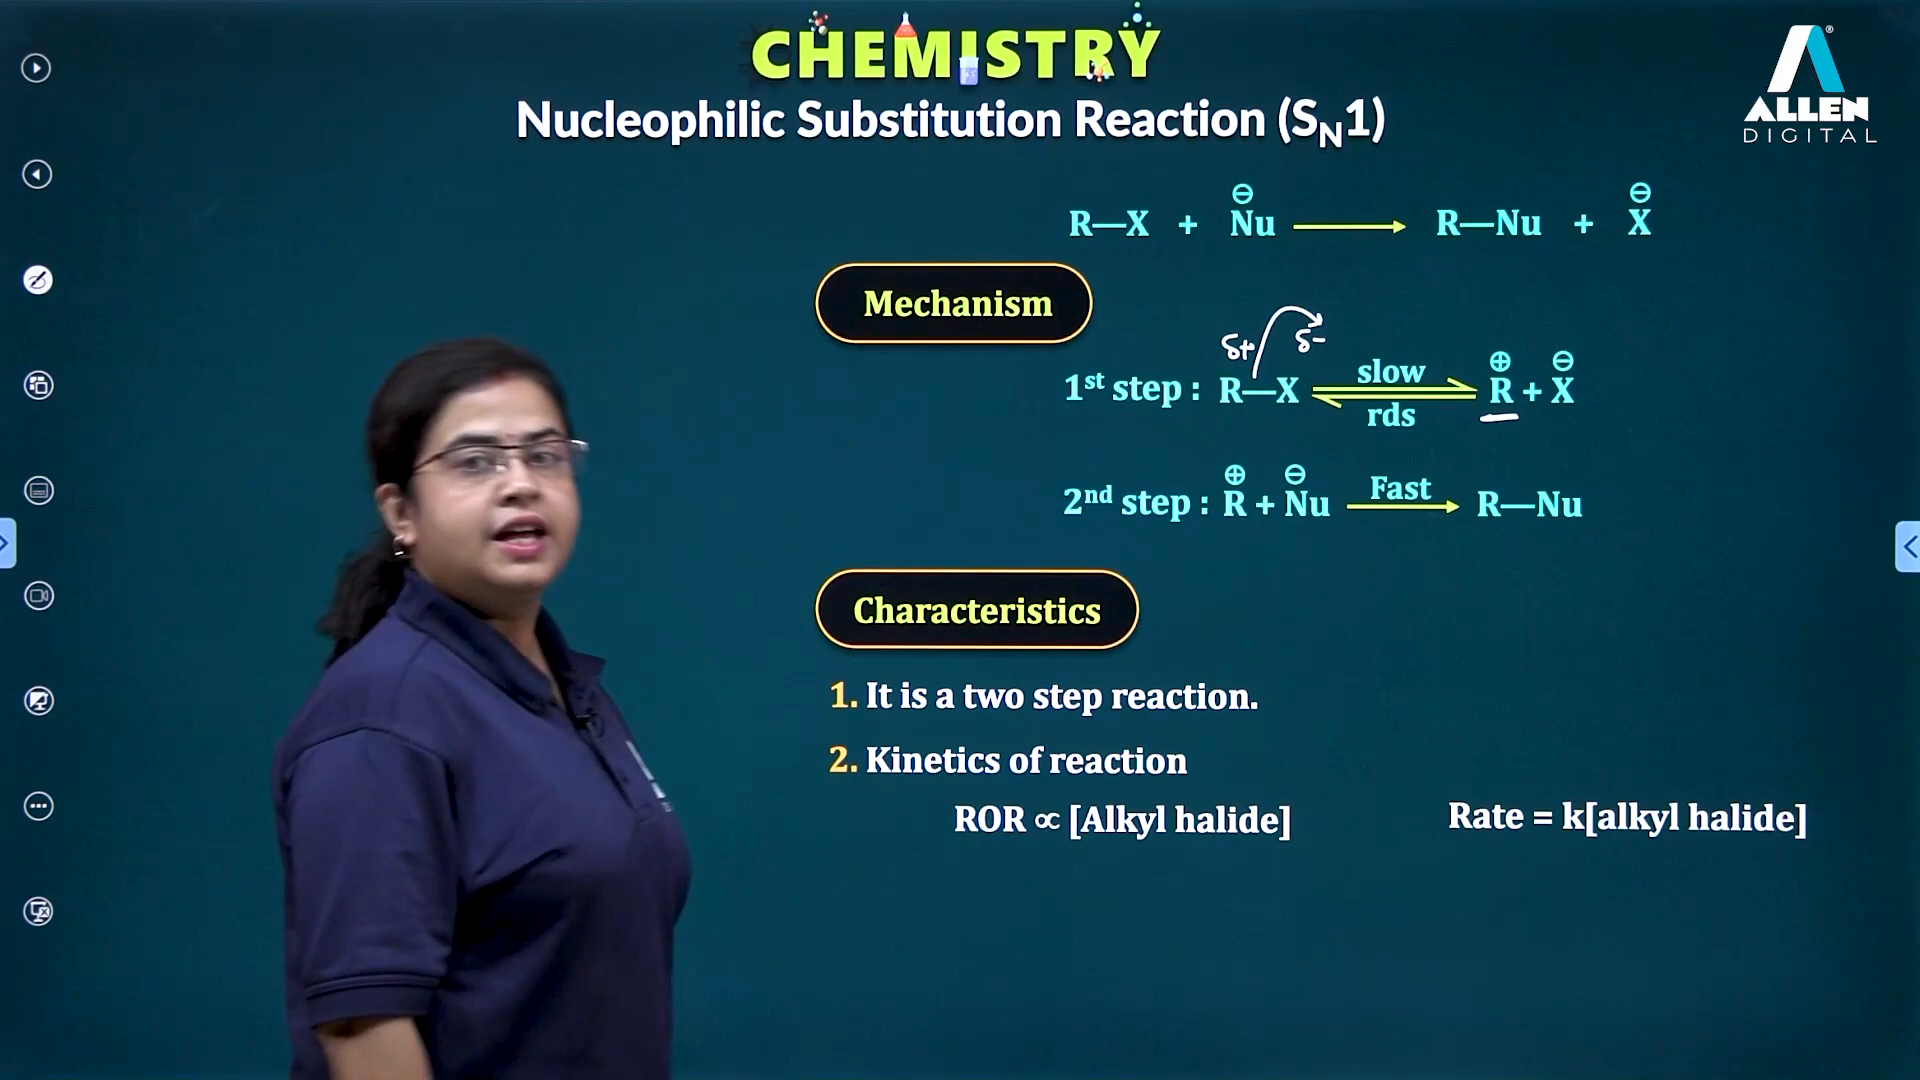 CHEMISTRY
Nucleophilic Substitution Reaction (S_N1)
ALLEN
DIGITAL
R—X + Nu⊖ ⟶ R—Nu + X⊖
Mechanism
δ+ δ-
1st step : R—X ⇌ R⊕ + X⊖
slow
rds
2nd step : R⊕ + Nu⊖ ⟶ R—Nu
Fast
Characteristics
1. It is a two step reaction.
2. Kinetics of reaction
ROR ∝ [Alkyl halide] Rate = k[alkyl halide]